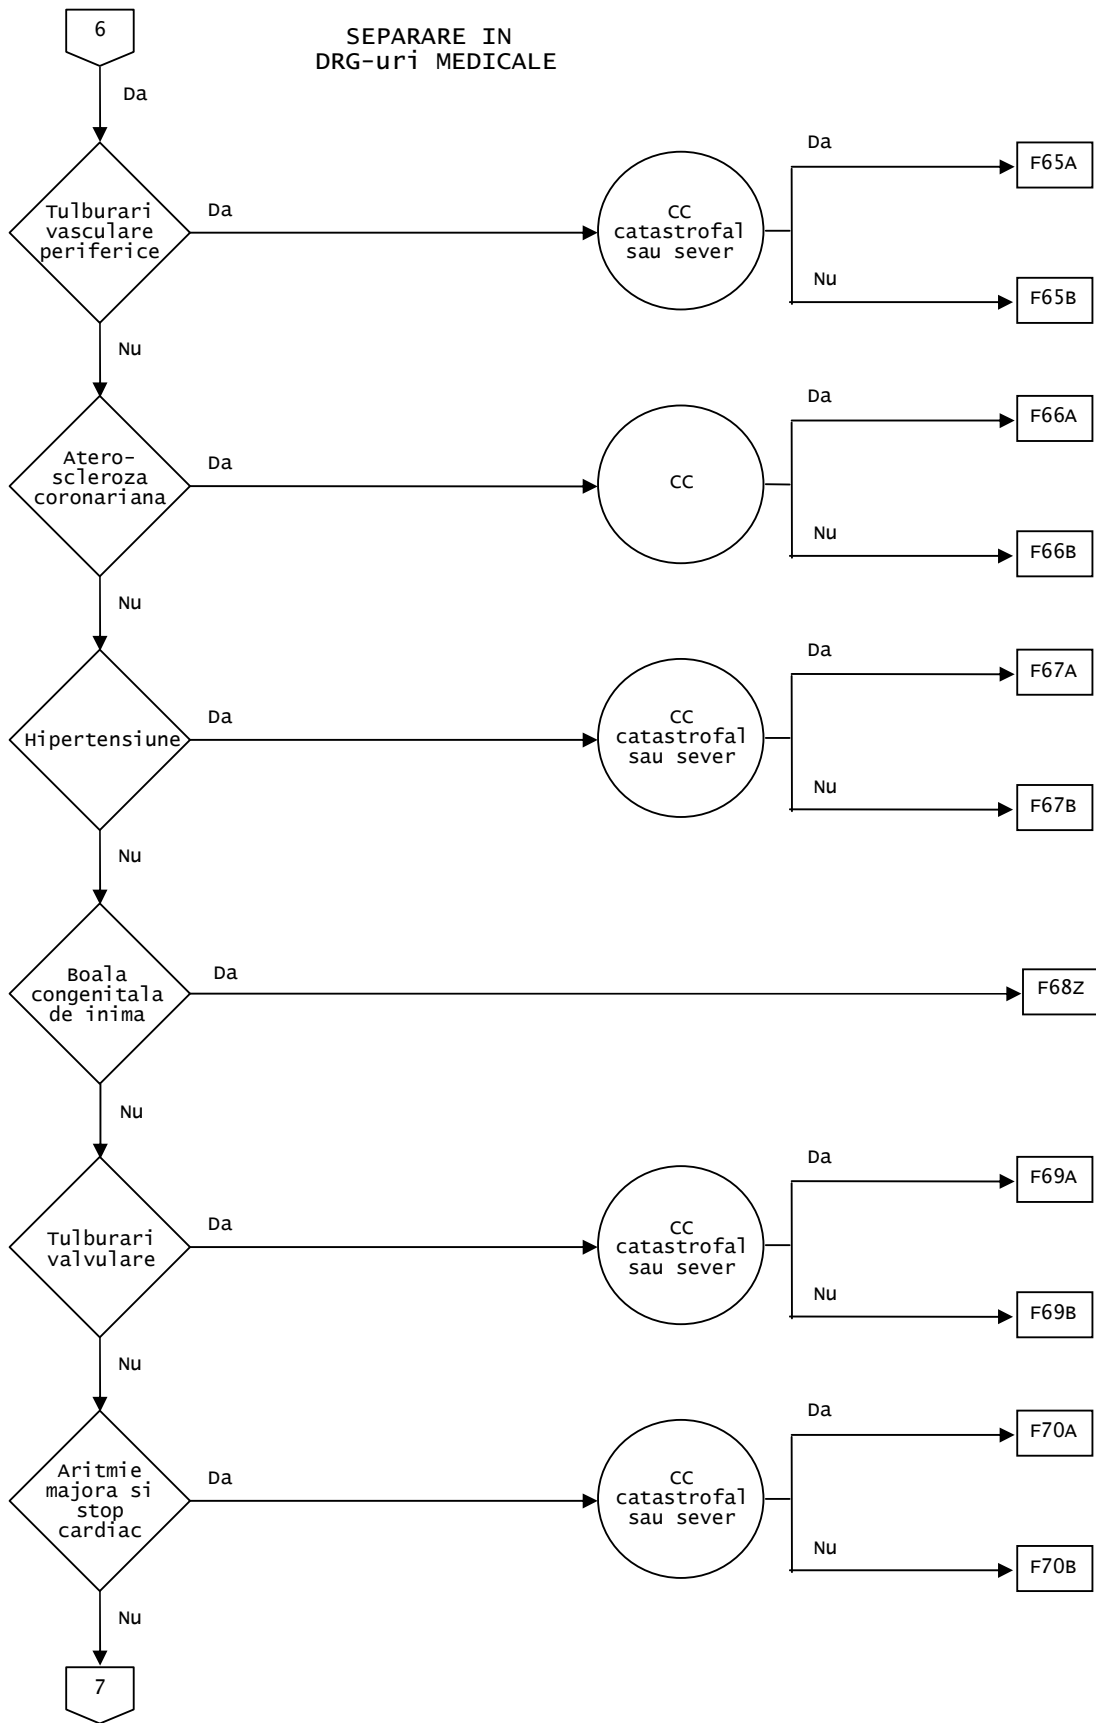 6
SEPARARE IN
DRG-uri MEDICALE
Da
Tulburari
vasculare
periferice
Da
CC
catastrofal
sau sever
Da
F65A
Nu
F65B
Nu
Atero-
scleroza
coronariana
Da
CC
Da
F66A
Nu
F66B
Nu
Hipertensiune
Da
CC
catastrofal
sau sever
Da
F67A
Nu
F67B
Nu
Boala
congenitala
de inima
Da
F68Z
Nu
Tulburari
valvulare
Da
CC
catastrofal
sau sever
Da
F69A
Nu
F69B
Nu
Aritmie
majora si
stop
cardiac
Da
CC
catastrofal
sau sever
Da
F70A
Nu
F70B
Nu
7